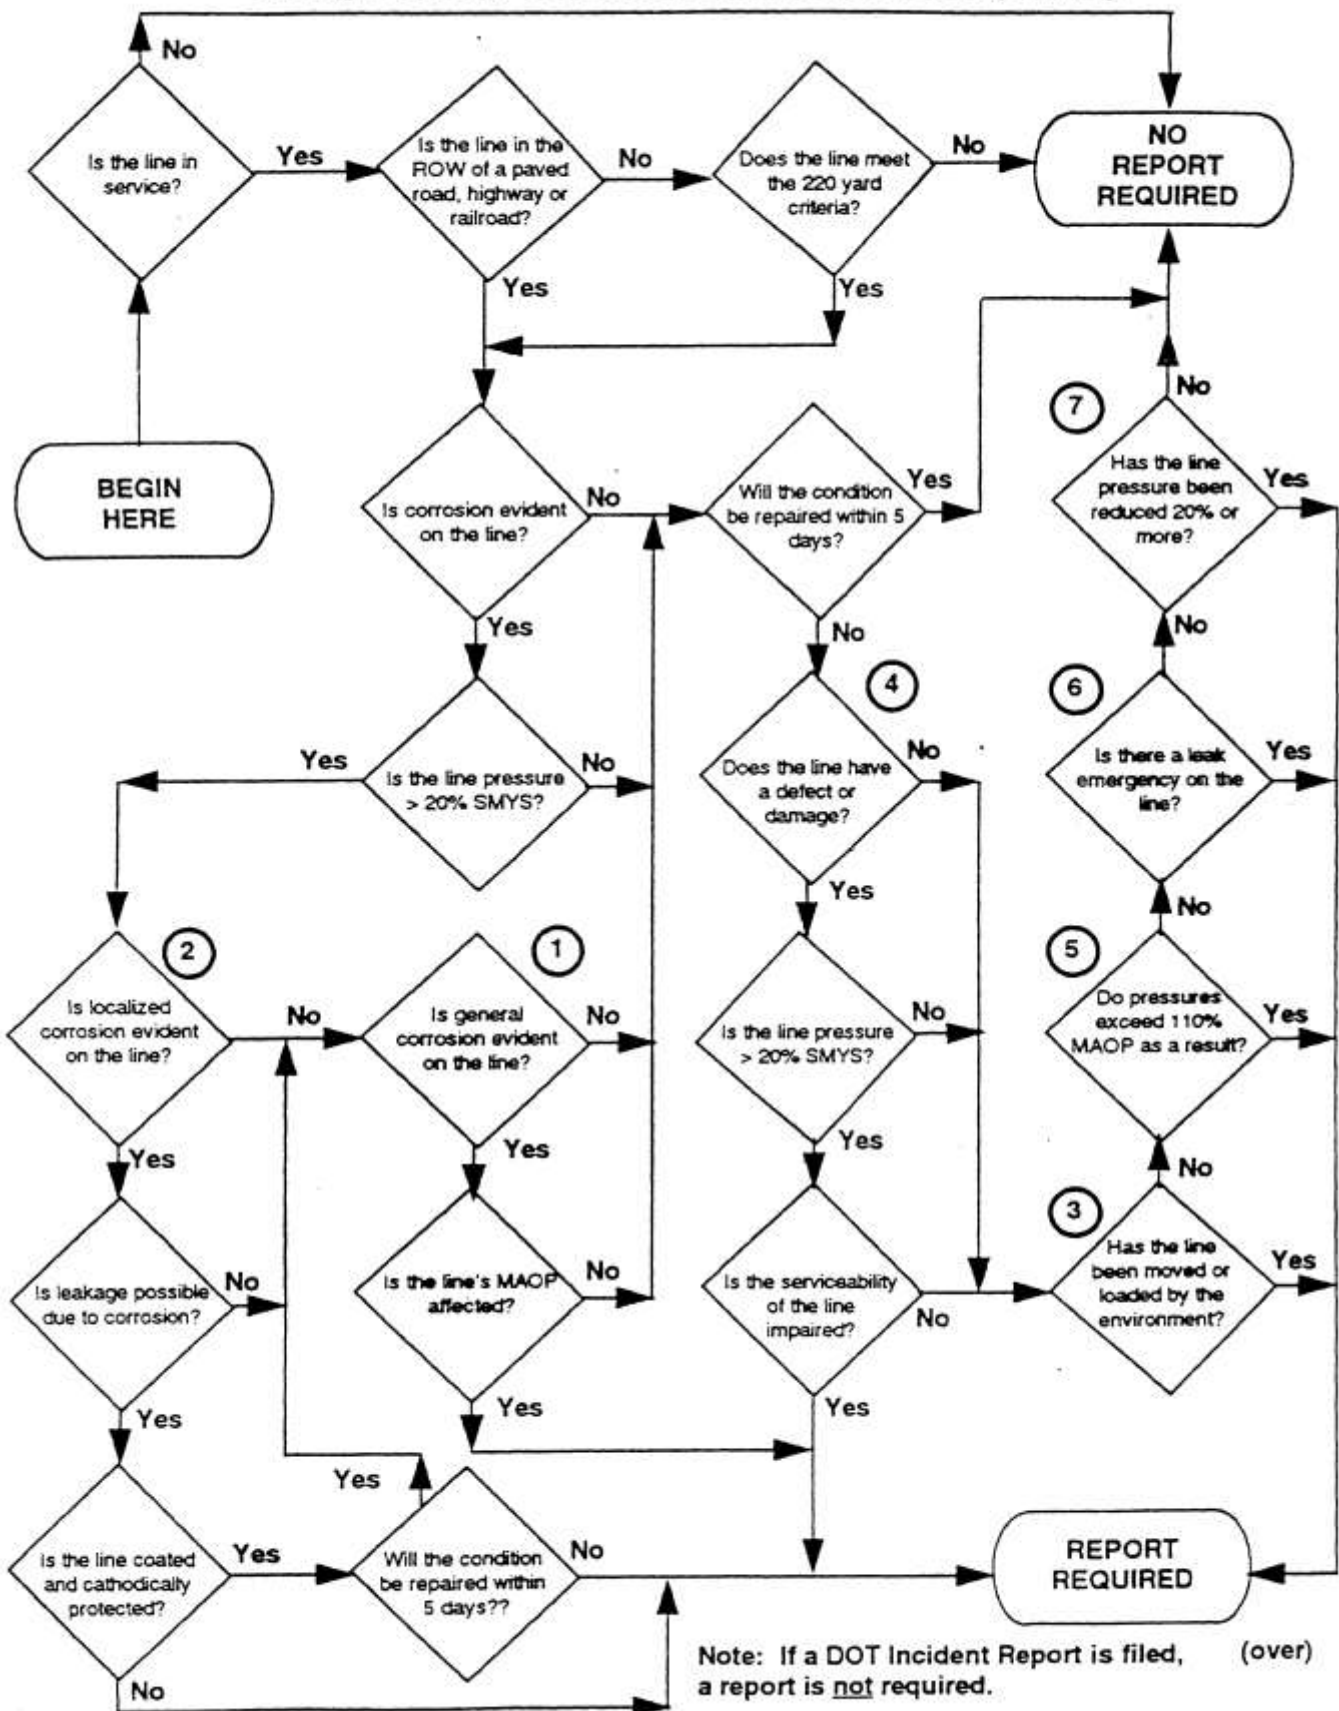 No
Is the line in
service?
Yes
Is the line in the
ROW of a paved
road, highway or
railroad?
No
Does the line meet
the 220 yard
criteria?
No
NO
REPORT
REQUIRED
Yes
Yes
BEGIN
HERE
Is corrosion evident
on the line?
No
Will the condition
be repaired within 5
days?
Yes
7
No
Has the line
pressure been
reduced 20% or
more?
Yes
Yes
No
No
Yes
Is the line pressure
> 20% SMYS?
No
4
Does the line have
a defect or
damage?
No
6
Is there a leak
emergency on the
line?
Yes
Yes
No
2
Is localized
corrosion evident
on the line?
No
1
Is general
corrosion evident
on the line?
No
Is the line pressure
> 20% SMYS?
No
5
Do pressures
exceed 110%
MAOP as a result?
Yes
Yes
Yes
Yes
No
Is leakage possible
due to corrosion?
No
Is the line's MAOP
affected?
No
Is the serviceability
of the line
impaired?
No
3
Has the line
been moved or
loaded by the
environment?
Yes
Yes
Yes
Yes
Is the line coated
and cathodically
protected?
Yes
Yes
Will the condition
be repaired within
5 days??
No
REPORT
REQUIRED
No
Note: If a DOT Incident Report is filed, (over)
a report is not required.